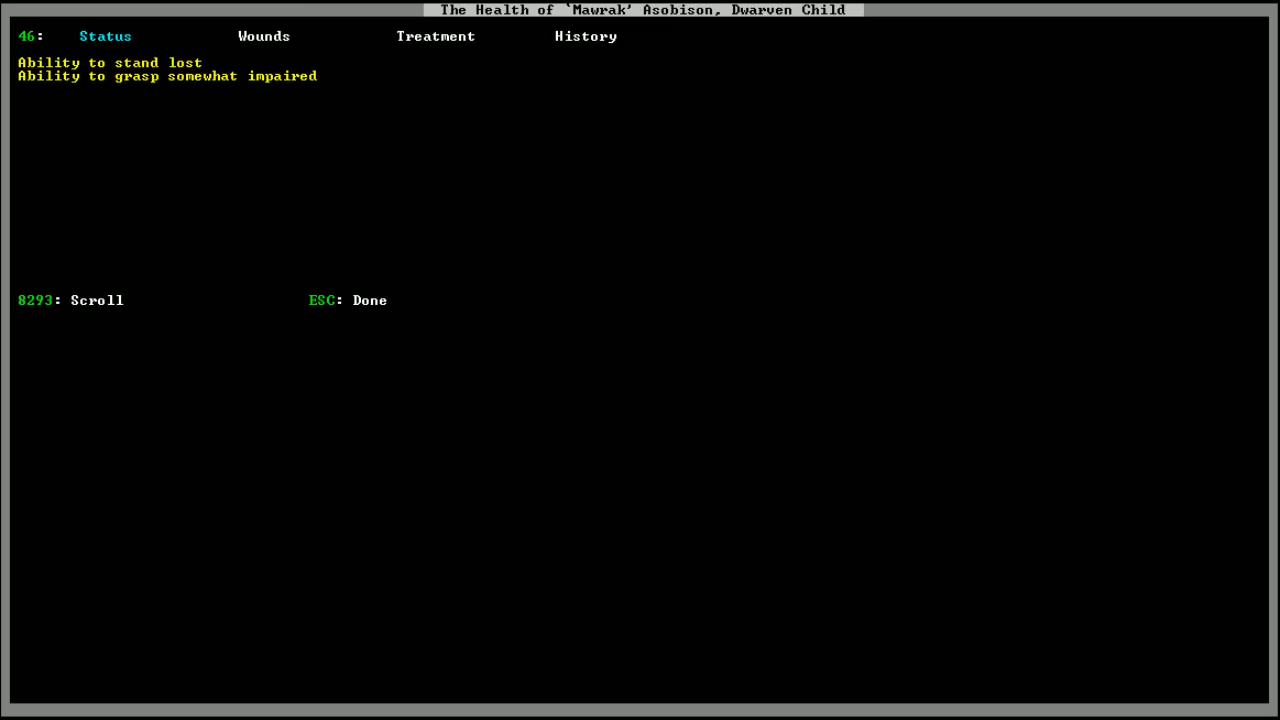 The Health of `Mawrak' Asobison, Dwarven Child
46: Status Wounds Treatment History
Ability to stand lost
Ability to grasp somewhat impaired
8293: Scroll ESC: Done